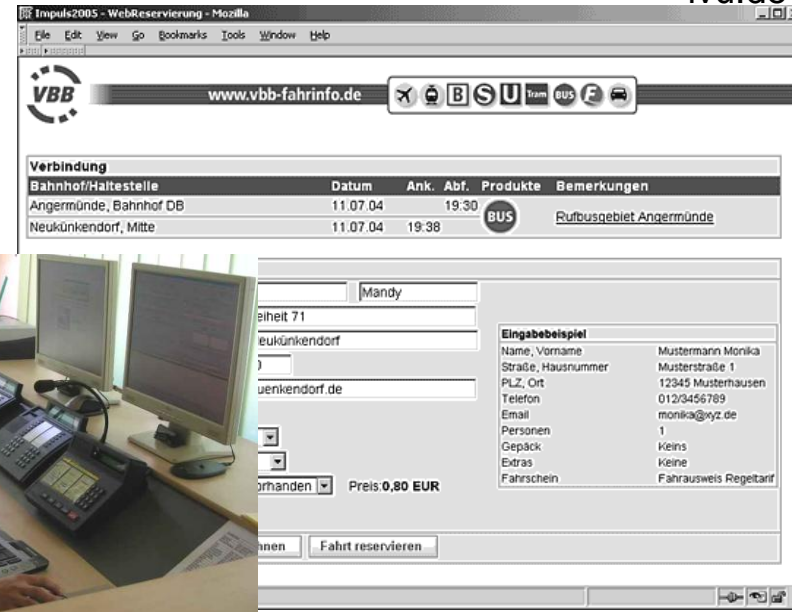 Impuls2005 - WebReservierung - Mozilla
File Edit View Go Bookmarks Tools Window Help
VBB www.vbb-fahrinfo.de B S U Tram BUS F
Verbindung
Bahnhof/Haltestelle Datum Ank. Abf. Produkte Bemerkungen
Angermünde, Bahnhof DB 11.07.04 19:30 BUS Rufbusgebiet Angermünde
Neukünkendorf, Mitte 11.07.04 19:38
Mandy
eiheit 71
eukünkendorf
uenkendorf.de
orhanden Preis:0,80 EUR
hnen Fahrt reservieren
Eingabebeispiel
Name, Vorname Mustermann Monika
Straße, Hausnummer Musterstraße 1
PLZ, Ort 12345 Musterhausen
Telefon 012/3456789
Email monika@xyz.de
Personen 1
Gepäck Keins
Extras Keine
Fahrschein Fahrausweis Regeltarif